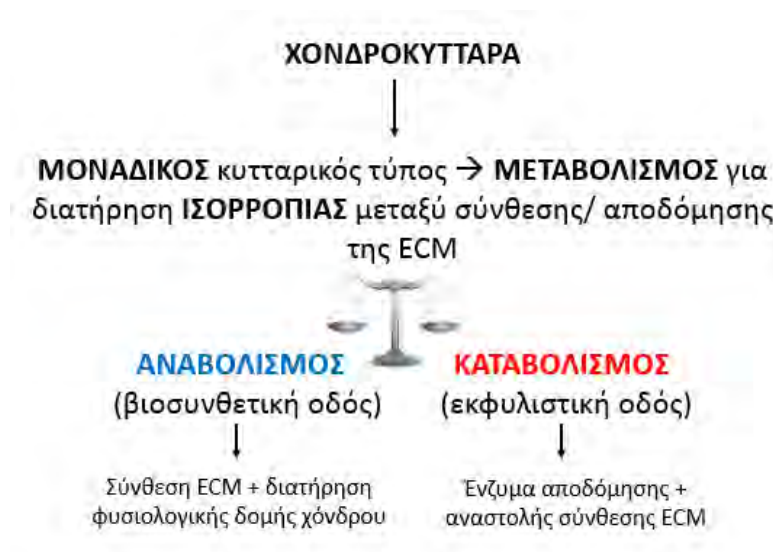 ΧΟΝΔΡΟΚΥΤΤΑΡΑ
ΜΟΝΑΔΙΚΟΣ κυτταρικός τύπος → ΜΕΤΑΒΟΛΙΣΜΟΣ για
διατήρηση ΙΣΟΡΡΟΠΙΑΣ μεταξύ σύνθεσης/ αποδόμησης
της ECM
ΑΝΑΒΟΛΙΣΜΟΣ
(βιοσυνθετική οδός)
Σύνθεση ECM + διατήρηση
φυσιολογικής δομής χόνδρου
ΚΑΤΑΒΟΛΙΣΜΟΣ
(εκφυλιστική οδός)
Ένζυμα αποδόμησης +
αναστολής σύνθεσης ECM